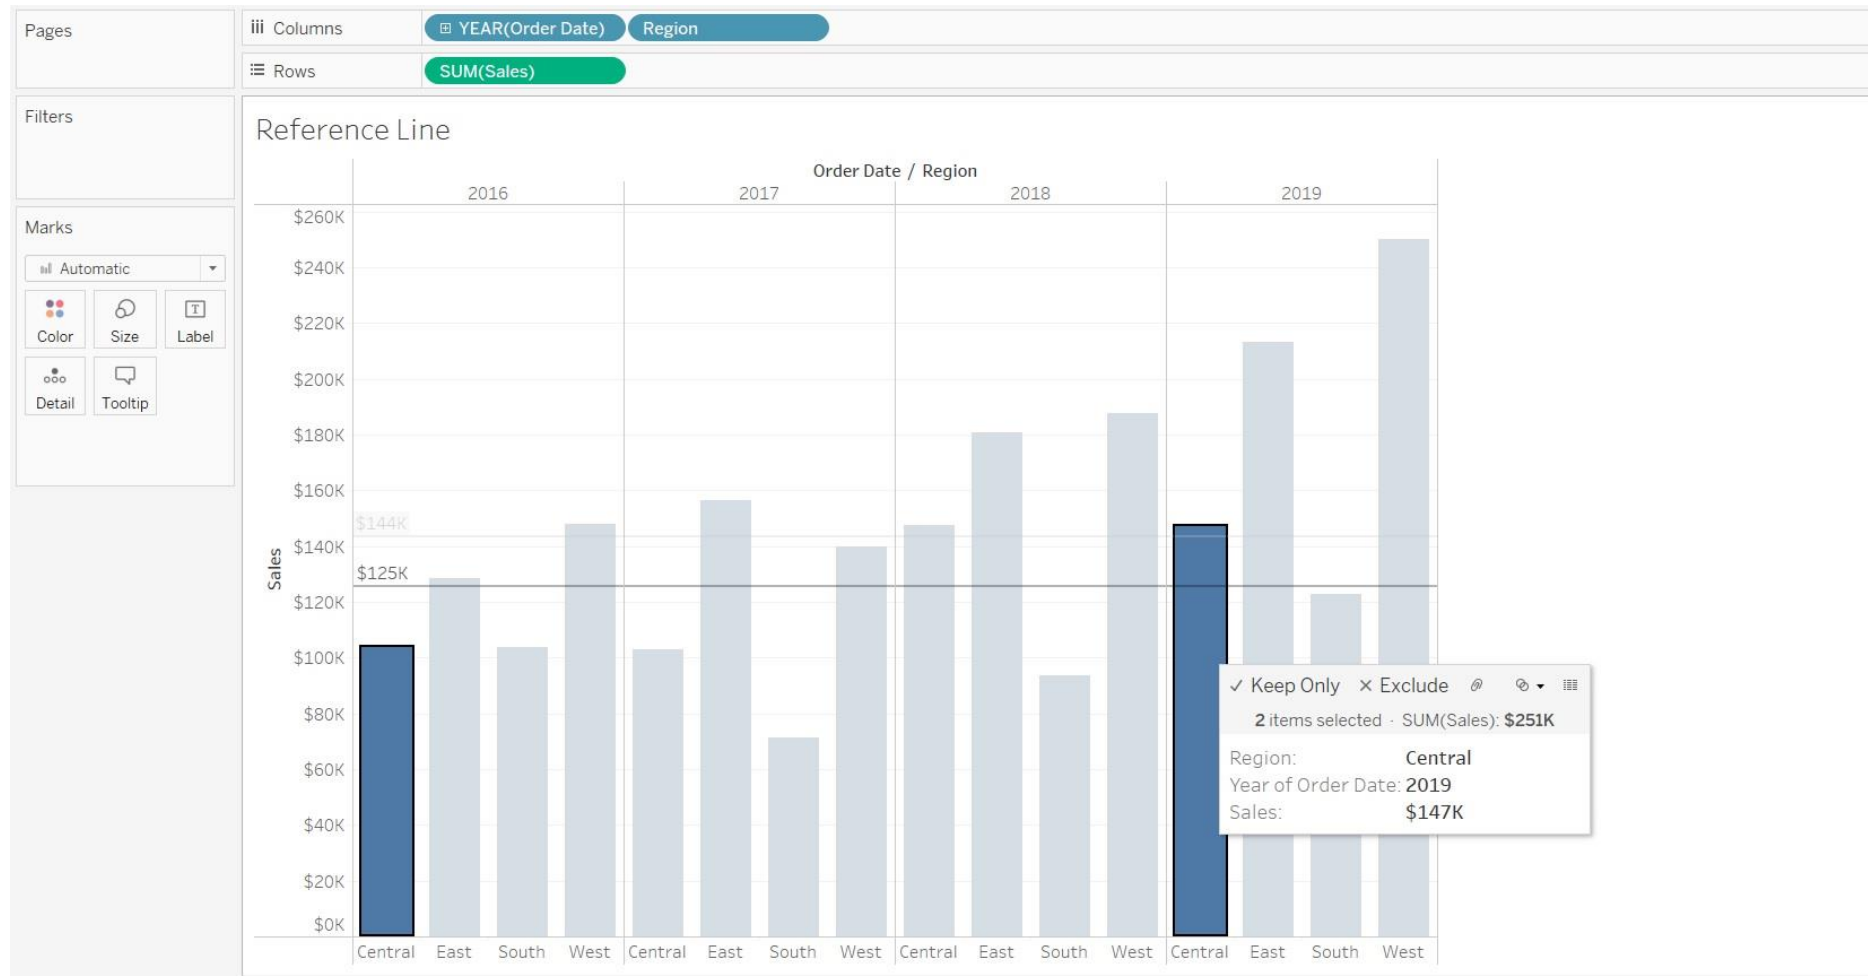 Pages
Columns
YEAR(Order Date)
Region
Rows
SUM(Sales)
Filters
Marks
Automatic
Color
Size
Label
Detail
Tooltip
Reference Line
Order Date / Region
2016
2017
2018
2019
Sales
$260K
$240K
$220K
$200K
$180K
$160K
$144K
$140K
$125K
$120K
$100K
$80K
$60K
$40K
$20K
$0K
Keep Only
Exclude
2 items selected · SUM(Sales): $251K
Region: Central
Year of Order Date: 2019
Sales: $147K
Central East South West Central East South West Central East South West Central East South West